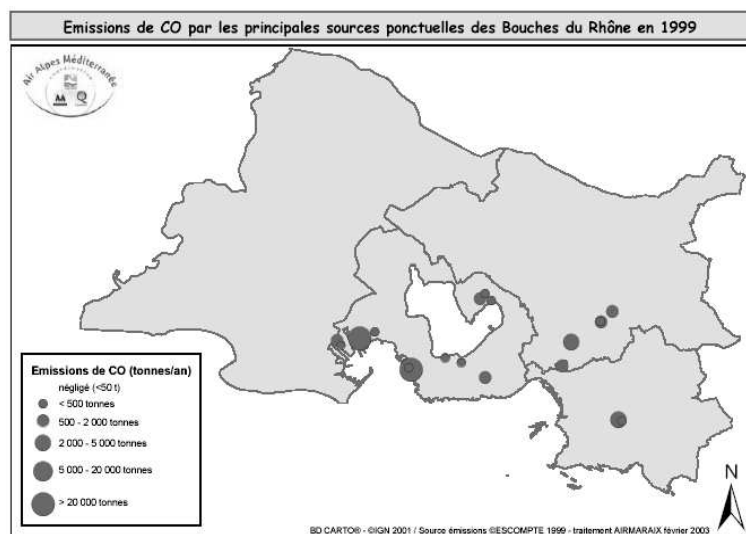 Emissions de CO par les principales sources ponctuelles des Bouches du Rhône en 1999
Air Alpes Méditerranée
AA
Emissions de CO (tonnes/an)
négligé (<50 t)
< 500 tonnes
500 - 2 000 tonnes
2 000 - 5 000 tonnes
5 000 - 20 000 tonnes
> 20 000 tonnes
N
BD CARTO® - ©IGN 2001 / Source émissions ©ESCOMPTE 1999 - traitement AIRMARAIX février 2003